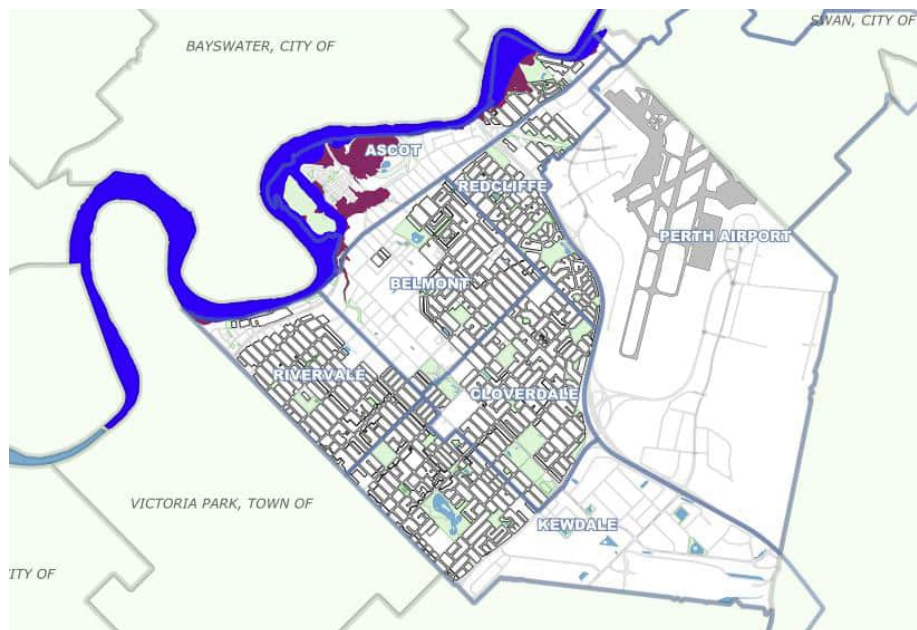 SWAN, CITY OF
BAYSWATER, CITY OF
ASCOT
REDCLIFFE
PERTH AIRPORT
BELMONT
RIVERVALE
CLOVERDALE
VICTORIA PARK, TOWN OF
KEWDALE
CITY OF